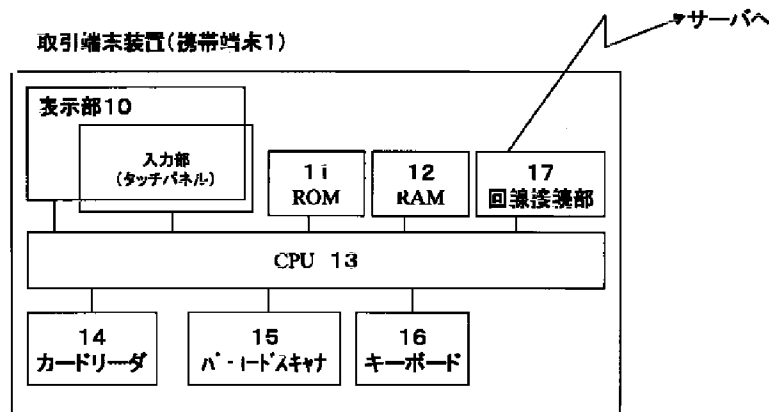 サーバへ
取引端末装置(携帯端末1)
表示部10
入力部
(タッチパネル)
11
ROM
12
RAM
17
回線接続部
CPU 13
14
カードリーダ
15
バーコードスキャナ
16
キーボード